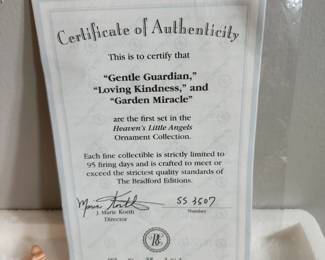 Certificate of Authenticity
This is to certify that
“Gentle Guardian,”
“Loving Kindness,” and
“Garden Miracle”
are the first set in the
Heaven's Little Angels
Ornament Collection.
Each fine collectible is strictly limited to
95 firing days and is crafted to meet or
exceed the strictest quality standards of
The Bradford Editions.
SS 3507
J. Marie Korth
Director
Number